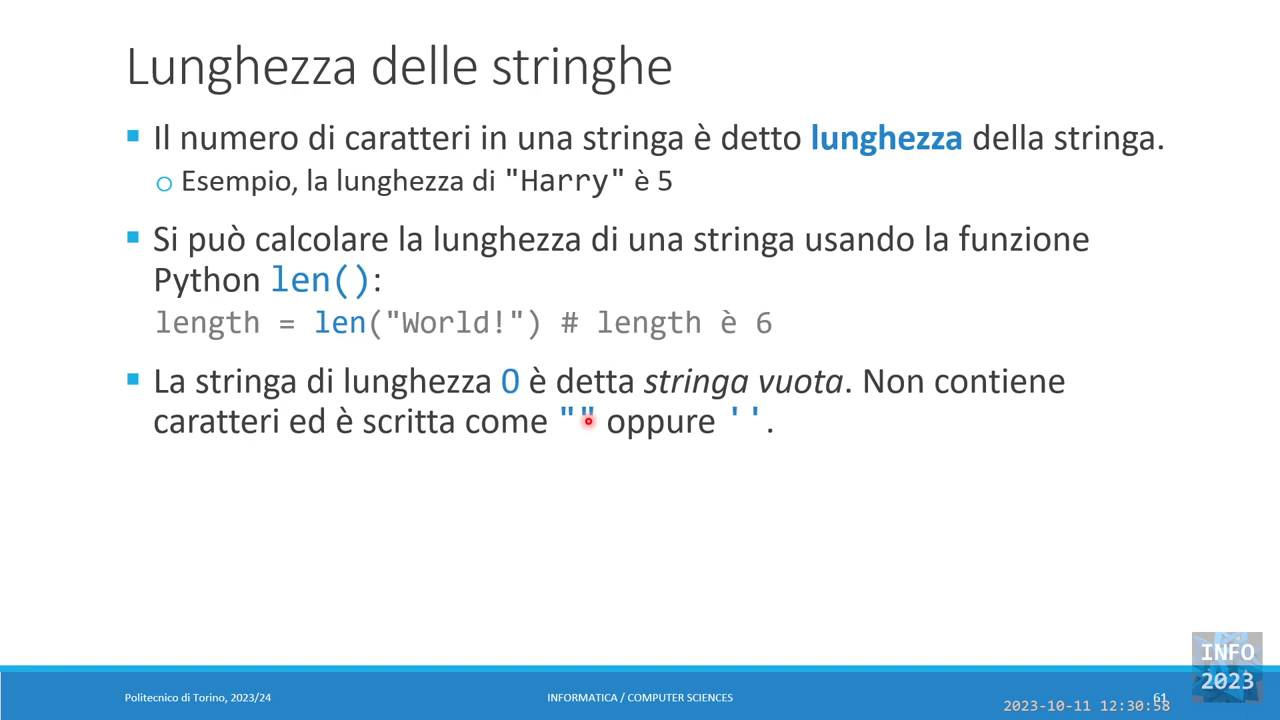 Lunghezza delle stringhe
Il numero di caratteri in una stringa è detto lunghezza della stringa.
Esempio, la lunghezza di "Harry" è 5
Si può calcolare la lunghezza di una stringa usando la funzione
Python len():
length = len("World!") # length è 6
La stringa di lunghezza 0 è detta stringa vuota. Non contiene
caratteri ed è scritta come "" oppure ''.
INFO
2023
Politecnico di Torino, 2023/24
INFORMATICA / COMPUTER SCIENCES
61
2023-10-11 12:30:58